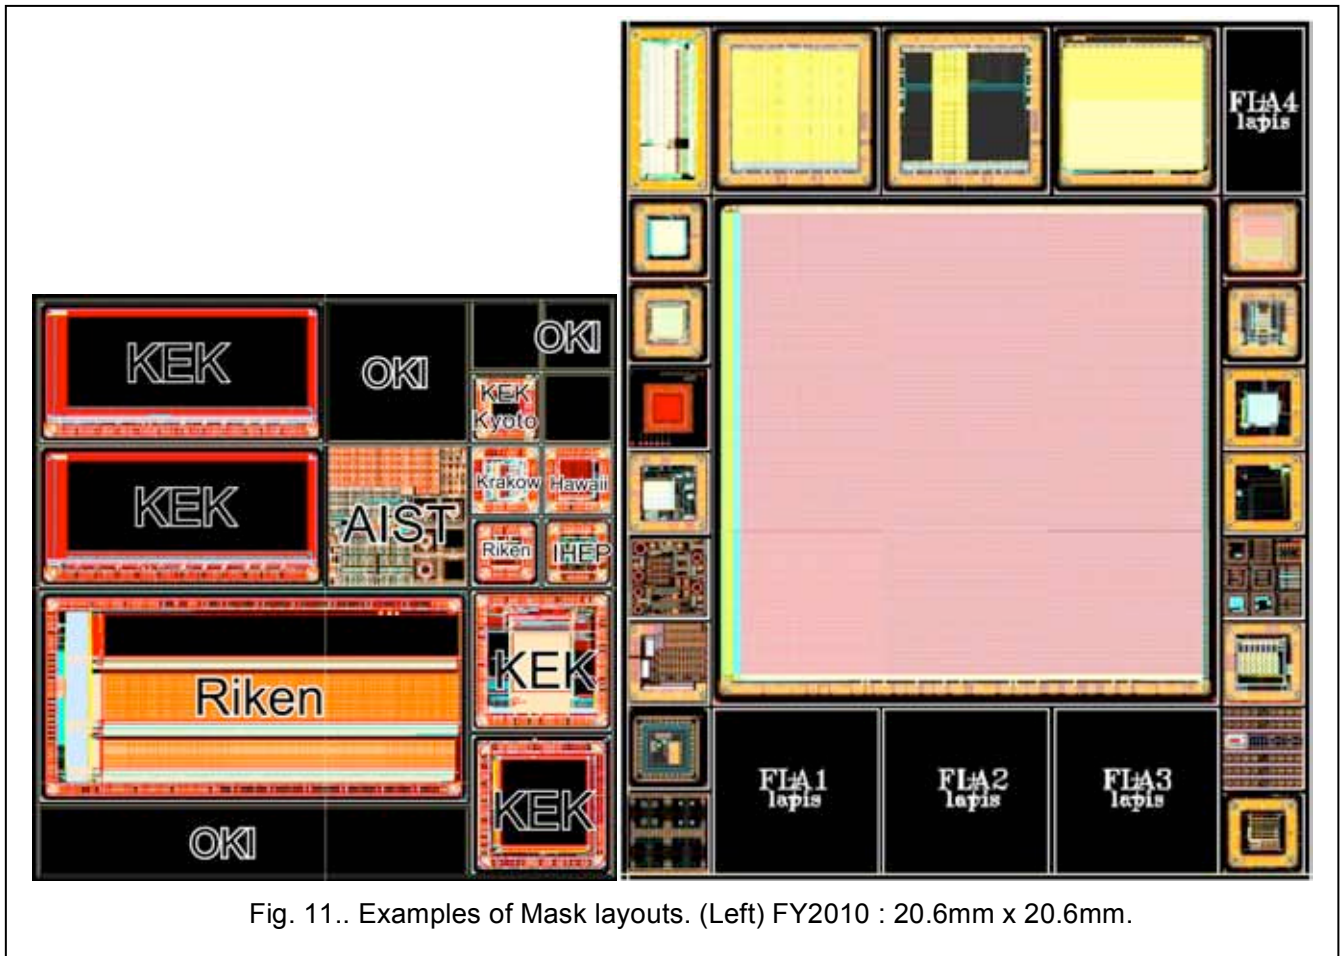 KEK
OKI
OKI
KEK
Kyoto
KEK
AIST
Krakow
Hawaii
Riken
IHEP
Riken
KEK
KEK
OKI
FLA4
lapis
FLA1
lapis
FLA2
lapis
FLA3
lapis
Fig. 11.. Examples of Mask layouts. (Left) FY2010 : 20.6mm x 20.6mm.